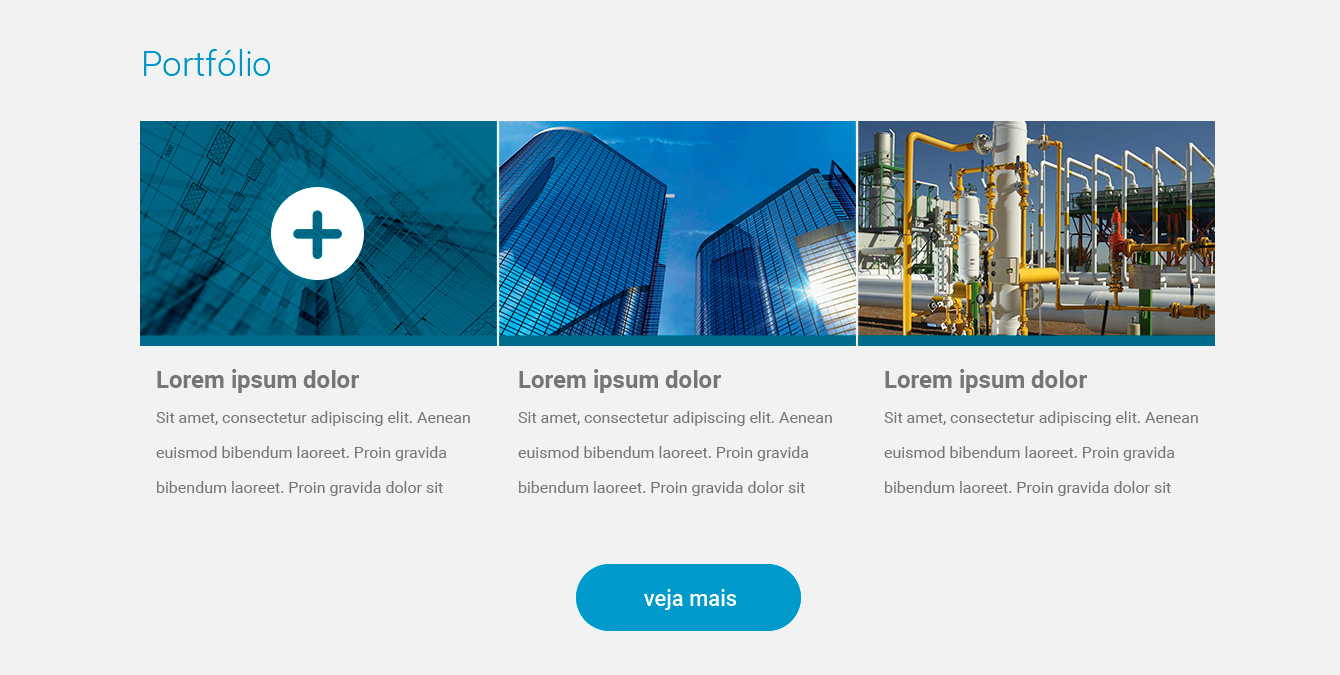 Portfólio
Lorem ipsum dolor
Sit amet, consectetur adipiscing elit. Aenean
euismod bibendum laoreet. Proin gravida
bibendum laoreet. Proin gravida dolor sit
Lorem ipsum dolor
Sit amet, consectetur adipiscing elit. Aenean
euismod bibendum laoreet. Proin gravida
bibendum laoreet. Proin gravida dolor sit
Lorem ipsum dolor
Sit amet, consectetur adipiscing elit. Aenean
euismod bibendum laoreet. Proin gravida
bibendum laoreet. Proin gravida dolor sit
veja mais